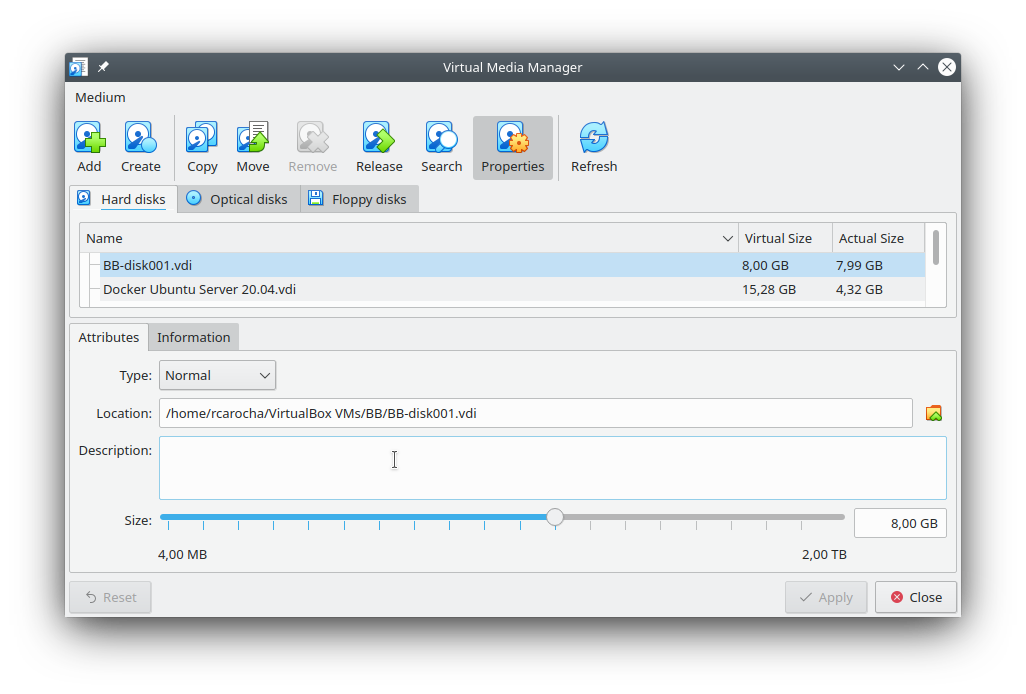 Virtual Media Manager
Medium
Add Create Copy Move Remove Release Search Properties Refresh
Hard disks Optical disks Floppy disks
Name Virtual Size Actual Size
BB-disk001.vdi 8,00 GB 7,99 GB
Docker Ubuntu Server 20.04.vdi 15,28 GB 4,32 GB
Attributes Information
Type: Normal
Location: /home/rcarocha/VirtualBox VMs/BB/BB-disk001.vdi
Description:
Size: 8,00 GB
4,00 MB 2,00 TB
Reset Apply Close